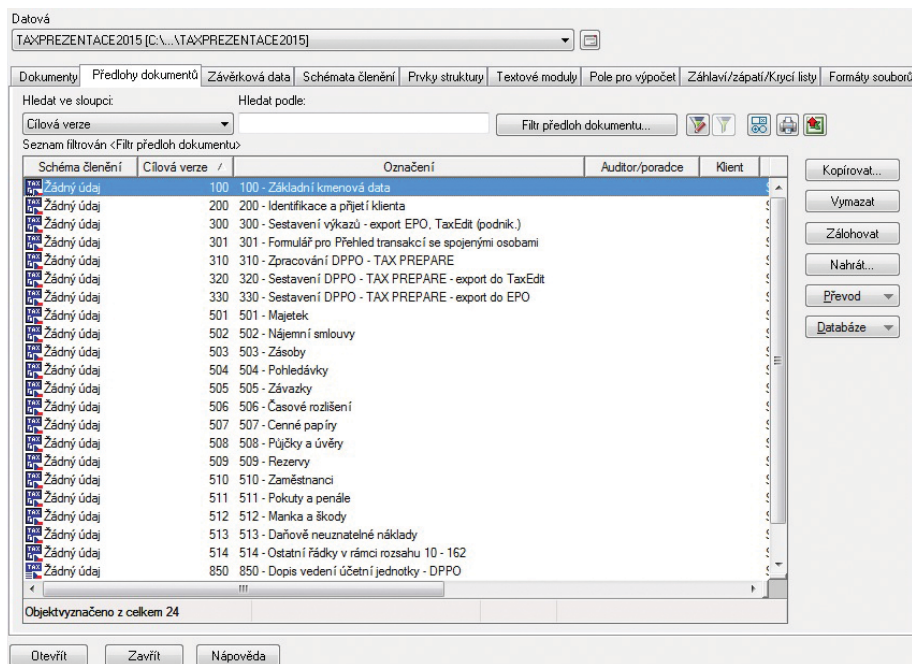 Datová
TAXPREZENTACE2015 [C:\...\TAXPREZENTACE2015]
Dokumenty Předlohy dokumentů Závěrková data Schémata členění Prvky struktury Textové moduly Pole pro výpočet Záhlaví/zápatí/Krycí listy Formáty souborů
Hledat ve sloupci: Hledat podle:
Cílová verze Filtr předloh dokumentu...
Seznam filtrován <Filtr předloh dokumentu>
Schéma členění Cílová verze / Označení Auditor/poradce Klient
Žádný údaj 100 100 - Základní kmenová data
Žádný údaj 200 200 - Identifikace a přijetí klienta
Žádný údaj 300 300 - Sestavení výkazů - export EPO, TaxEdit (podnik.)
Žádný údaj 301 301 - Formulář pro Přehled transakcí se spojenými osobami
Žádný údaj 310 310 - Zpracování DPPO - TAX PREPARE
Žádný údaj 320 320 - Sestavení DPPO - TAX PREPARE - export do TaxEdit
Žádný údaj 330 330 - Sestavení DPPO - TAX PREPARE - export do EPO
Žádný údaj 501 501 - Majetek
Žádný údaj 502 502 - Nájemní smlouvy
Žádný údaj 503 503 - Zásoby
Žádný údaj 504 504 - Pohledávky
Žádný údaj 505 505 - Závazky
Žádný údaj 506 506 - Časové rozlišení
Žádný údaj 507 507 - Cenné papíry
Žádný údaj 508 508 - Půjčky a úvěry
Žádný údaj 509 509 - Rezervy
Žádný údaj 510 510 - Zaměstnanci
Žádný údaj 511 511 - Pokuty a penále
Žádný údaj 512 512 - Manka a škody
Žádný údaj 513 513 - Daňově neuznatelné náklady
Žádný údaj 514 514 - Ostatní řádky v rámci rozsahu 10 - 162
Žádný údaj 850 850 - Dopis vedení účetní jednotky - DPPO
Objektvyznačeno z celkem 24
Kopírovat...
Vymazat
Zálohovat
Nahrát...
Převod
Databáze
Otevřít Zavřít Nápověda